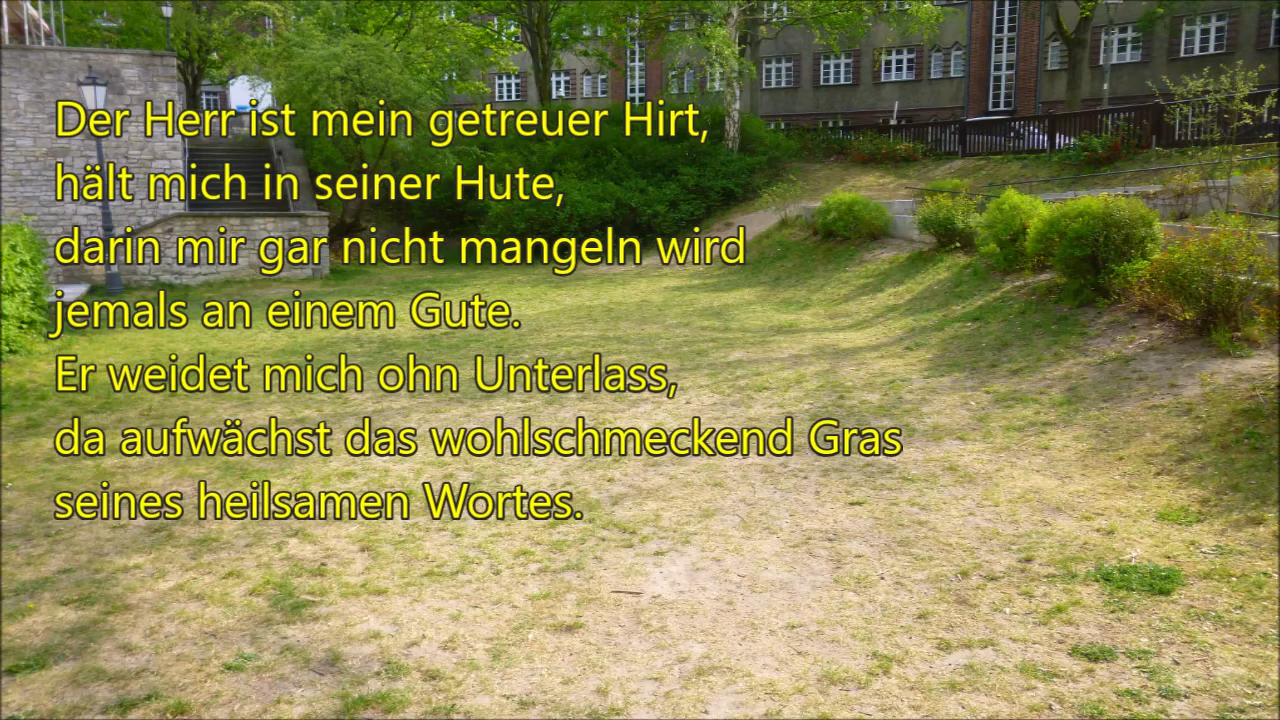 Der Herr ist mein getreuer Hirt,
hält mich in seiner Hute,
darin mir gar nicht mangeln wird
jemals an einem Gute.
Er weidet mich ohn Unterlass,
da aufwächst das wohlschmeckend Gras
seines heilsamen Wortes.